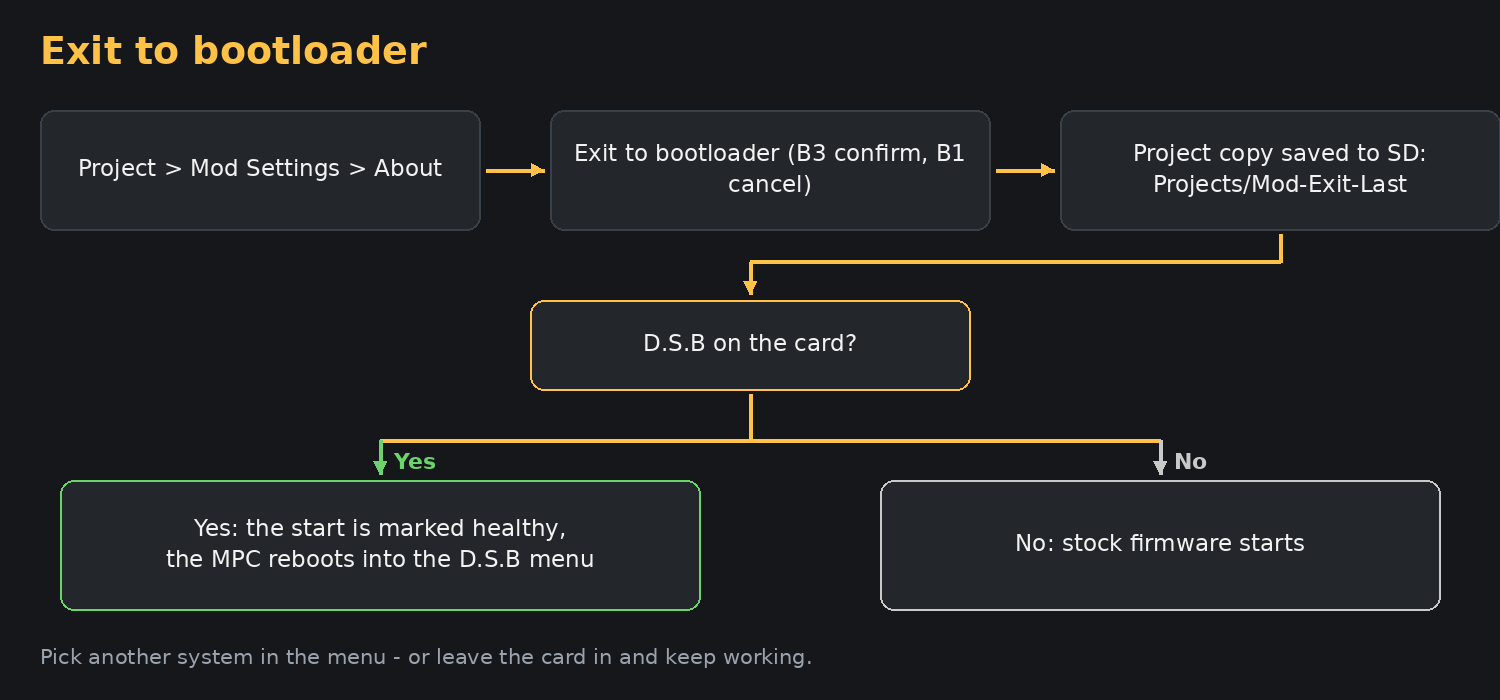 Exit to bootloader
Project > Mod Settings > About
Exit to bootloader (B3 confirm, B1
cancel)
Project copy saved to SD:
Projects/Mod-Exit-Last
D.S.B on the card?
Yes
No
Yes: the start is marked healthy,
the MPC reboots into the D.S.B menu
No: stock firmware starts
Pick another system in the menu - or leave the card in and keep working.